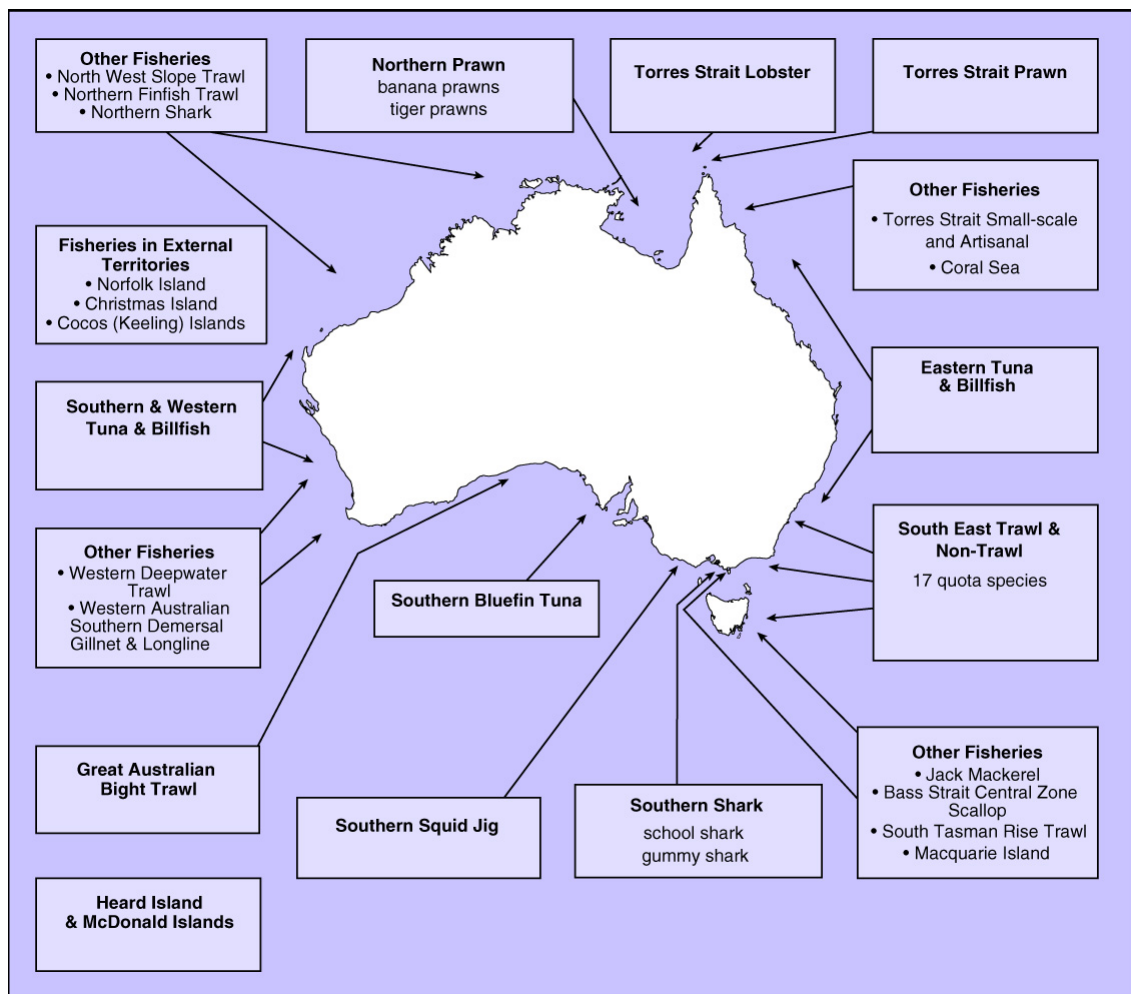 Other Fisheries
• North West Slope Trawl
• Northern Finfish Trawl
• Northern Shark
Northern Prawn
banana prawns
tiger prawns
Torres Strait Lobster
Torres Strait Prawn
Other Fisheries
• Torres Strait Small-scale
and Artisanal
• Coral Sea
Fisheries in External
Territories
• Norfolk Island
• Christmas Island
• Cocos (Keeling) Islands
Eastern Tuna
& Billfish
Southern & Western
Tuna & Billfish
South East Trawl &
Non-Trawl
17 quota species
Other Fisheries
• Western Deepwater
Trawl
• Western Australian
Southern Demersal
Gillnet & Longline
Southern Bluefin Tuna
Great Australian
Bight Trawl
Southern Squid Jig
Southern Shark
school shark
gummy shark
Other Fisheries
• Jack Mackerel
• Bass Strait Central Zone
Scallop
• South Tasman Rise Trawl
• Macquarie Island
Heard Island
& McDonald Islands